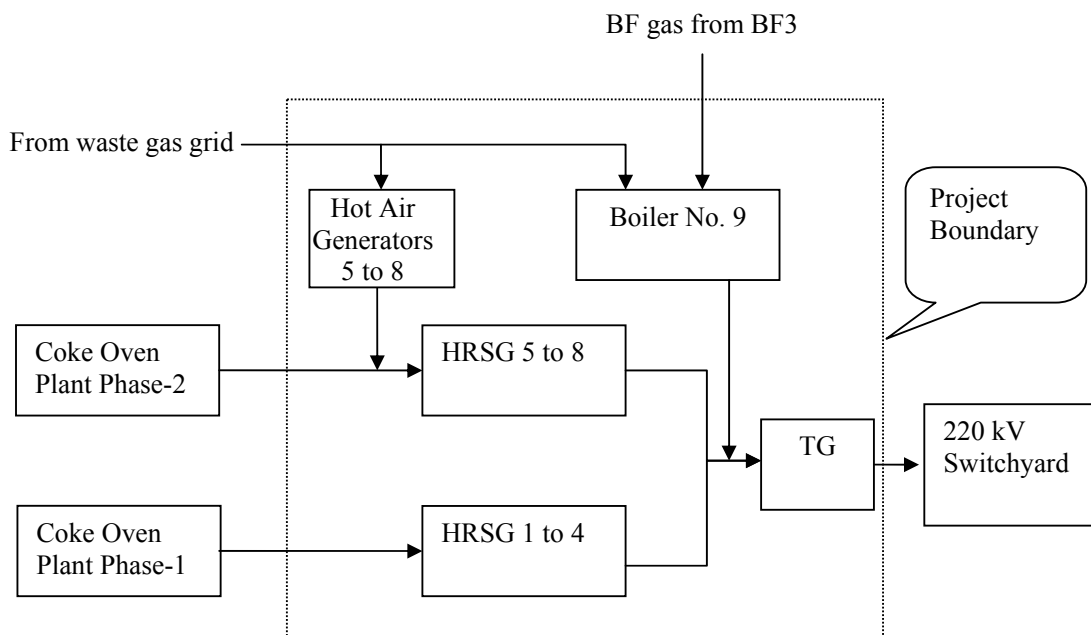 BF gas from BF3
From waste gas grid
Hot Air
Generators
5 to 8
Boiler No. 9
Project
Boundary
Coke Oven
Plant Phase-2
HRSG 5 to 8
TG
220 kV
Switchyard
Coke Oven
Plant Phase-1
HRSG 1 to 4